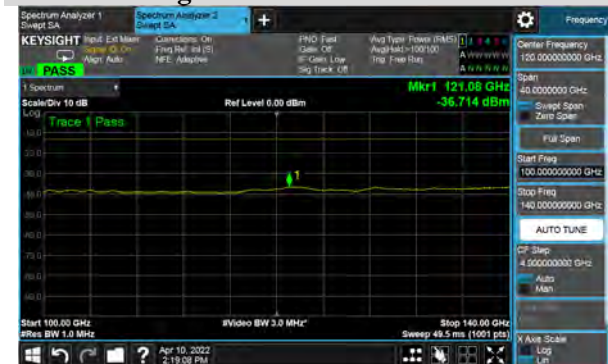 Spectrum Analyzer 1
Swept SA
Spectrum Analyzer 2
Swept SA
1
+
Frequency
KEYSIGHT
Input: Ext Mixer
Signal ID: On
Align: Auto
Corrections: On
Freq Ref: Int (S)
NFE: Adaptive
PNO: Fast
Gate: Off
IF Gain: Low
Sig Track: Off
Avg Type: Power (RMS)
Avg|Hold:>100/100
Trig: Free Run
PASS
1 Spectrum
Scale/Div 10 dB
Ref Level 0.00 dBm
Mkr1 121.08 GHz
-36.714 dBm
Log
Trace 1 Pass
1
Start 100.00 GHz
#Res BW 1.0 MHz
#Video BW 3.0 MHz*
Stop 140.00 GHz
Sweep 49.5 ms (1001 pts)
Center Frequency
120.000000000 GHz
Span
40.0000000 GHz
Swept Span
Zero Span
Full Span
Start Freq
100.000000000 GHz
Stop Freq
140.000000000 GHz
AUTO TUNE
CF Step
4.000000000 GHz
Auto
Man
X Axis Scale
Log
Lin
?
Apr 10, 2022
2:19:08 PM